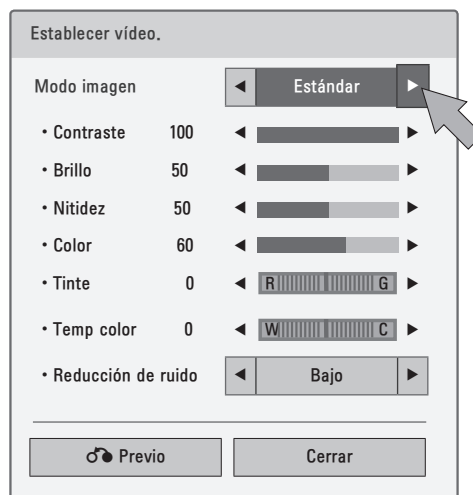 Establecer vídeo.
Modo imagen ◀ Estándar ▶
• Contraste 100 ◀ ▶
• Brillo 50 ◀ ▶
• Nitidez 50 ◀ ▶
• Color 60 ◀ ▶
• Tinte 0 ◀ R G ▶
• Temp color 0 ◀ W C ▶
• Reducción de ruido ◀ Bajo ▶
Previo Cerrar